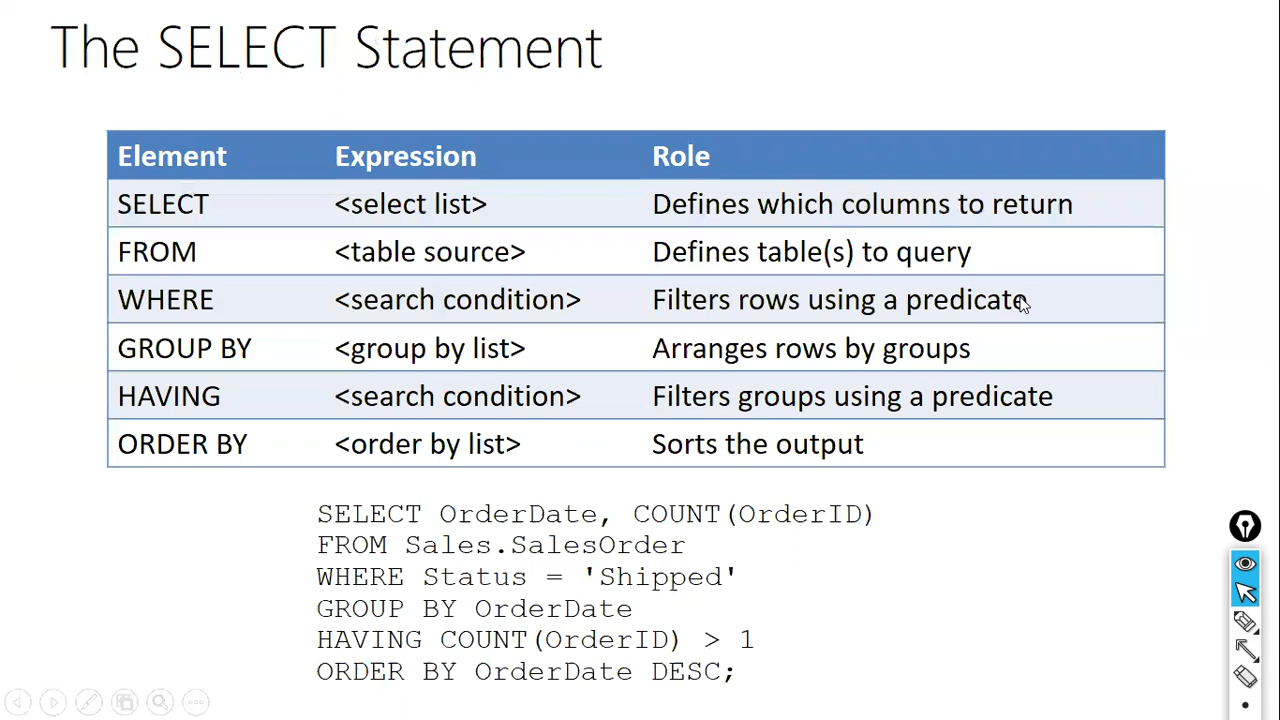 The SELECT Statement
Element Expression Role
SELECT <select list> Defines which columns to return
FROM <table source> Defines table(s) to query
WHERE <search condition> Filters rows using a predicate
GROUP BY <group by list> Arranges rows by groups
HAVING <search condition> Filters groups using a predicate
ORDER BY <order by list> Sorts the output
SELECT OrderDate, COUNT(OrderID)
FROM Sales.SalesOrder
WHERE Status = 'Shipped'
GROUP BY OrderDate
HAVING COUNT(OrderID) > 1
ORDER BY OrderDate DESC;